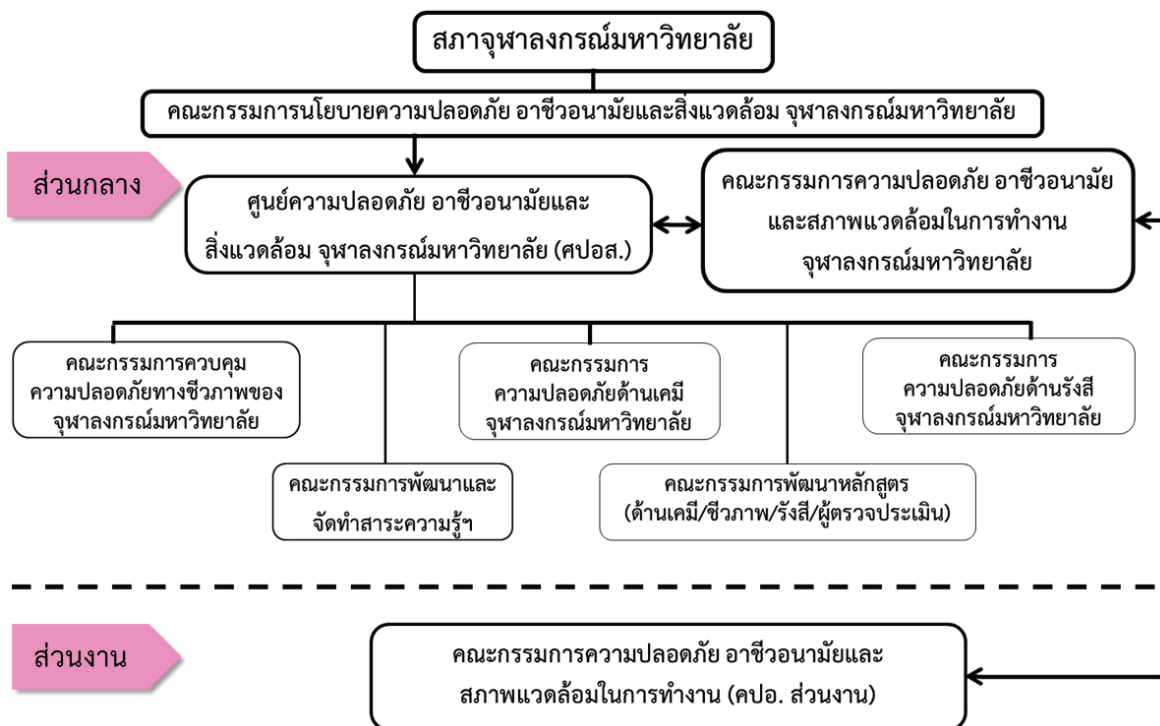 สภาจุฬาลงกรณ์มหาวิทยาลัย
คณะกรรมการนโยบายความปลอดภัย อาชีวอนามัยและสิ่งแวดล้อม จุฬาลงกรณ์มหาวิทยาลัย
ส่วนกลาง
ศูนย์ความปลอดภัย อาชีวอนามัยและ
สิ่งแวดล้อม จุฬาลงกรณ์มหาวิทยาลัย (ศปอส.)
คณะกรรมการความปลอดภัย อาชีวอนามัย
และสภาพแวดล้อมในการทำงาน
จุฬาลงกรณ์มหาวิทยาลัย
คณะกรรมการควบคุม
ความปลอดภัยทางชีวภาพของ
จุฬาลงกรณ์มหาวิทยาลัย
คณะกรรมการ
ความปลอดภัยด้านเคมี
จุฬาลงกรณ์มหาวิทยาลัย
คณะกรรมการ
ความปลอดภัยด้านรังสี
จุฬาลงกรณ์มหาวิทยาลัย
คณะกรรมการพัฒนาและ
จัดทำสาระความรู้ฯ
คณะกรรมการพัฒนาหลักสูตร
(ด้านเคมี/ชีวภาพ/รังสี/ผู้ตรวจประเมิน)
ส่วนงาน
คณะกรรมการความปลอดภัย อาชีวอนามัยและ
สภาพแวดล้อมในการทำงาน (คปอ. ส่วนงาน)